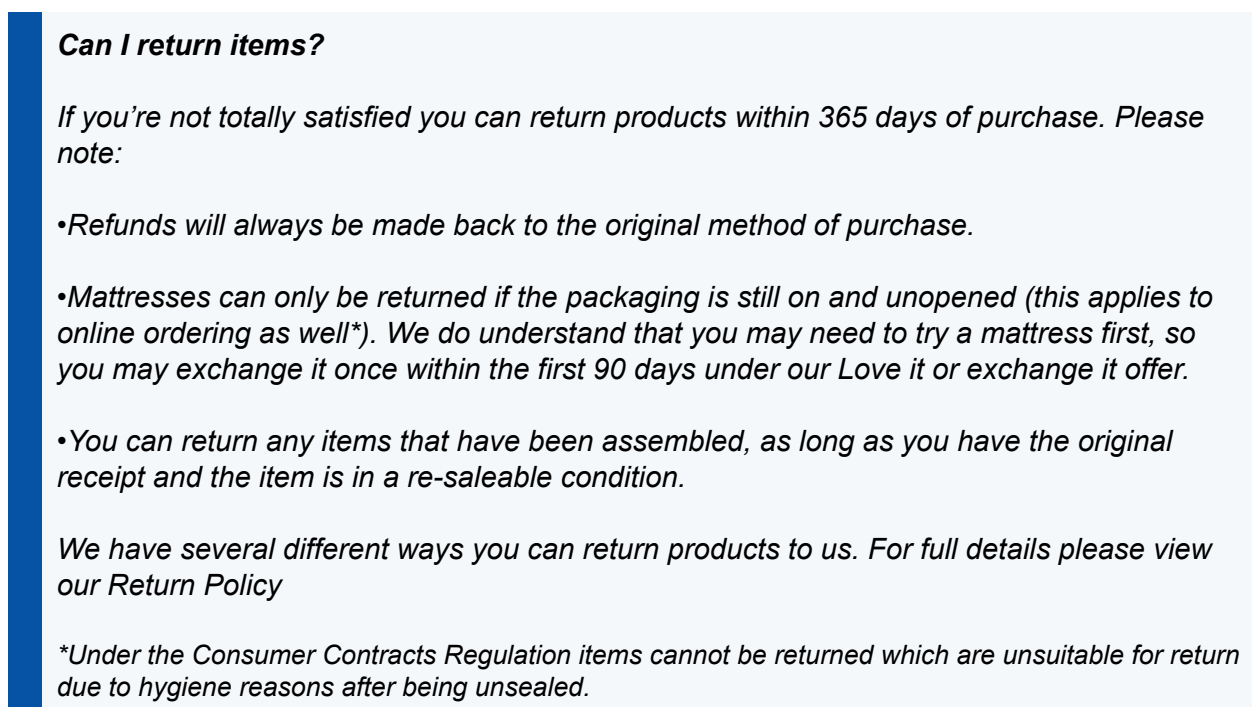 Can I return items?
If you’re not totally satisfied you can return products within 365 days of purchase. Please
note:
•Refunds will always be made back to the original method of purchase.
•Mattresses can only be returned if the packaging is still on and unopened (this applies to
online ordering as well*). We do understand that you may need to try a mattress first, so
you may exchange it once within the first 90 days under our Love it or exchange it offer.
•You can return any items that have been assembled, as long as you have the original
receipt and the item is in a re-saleable condition.
We have several different ways you can return products to us. For full details please view
our Return Policy
*Under the Consumer Contracts Regulation items cannot be returned which are unsuitable for return
due to hygiene reasons after being unsealed.